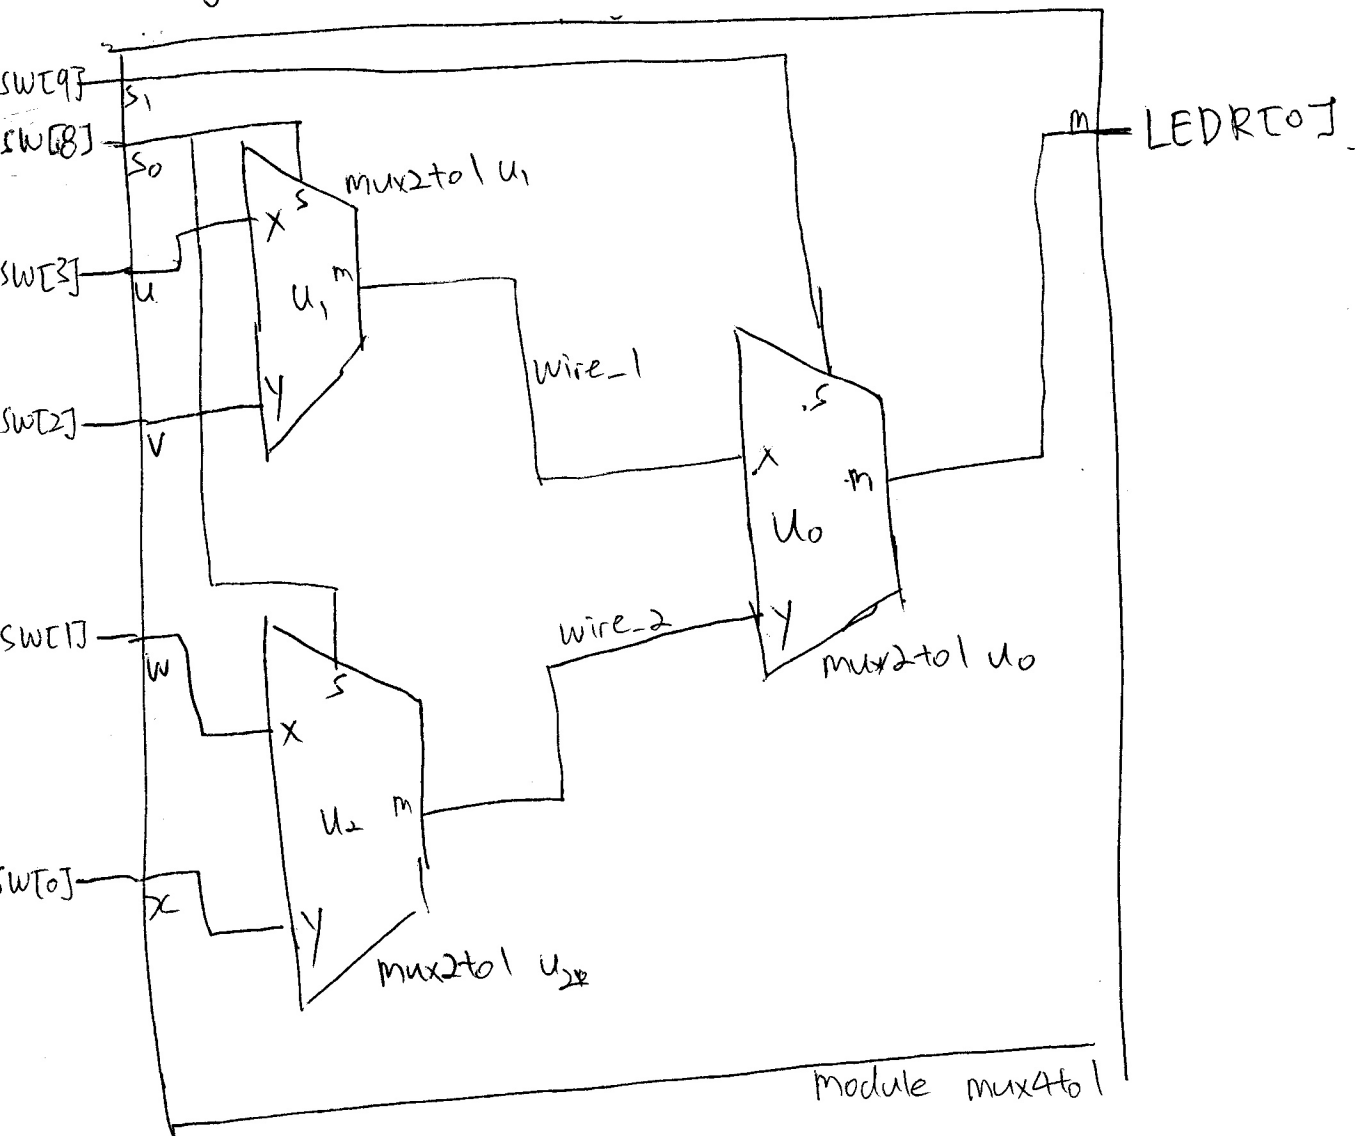 SW[9]
S1
SW[8]
S0
mux2to1 u1
S
X
m
U1
Y
SW[3]
u
SW[2]
V
wire_1
m
LEDR[0]
.S
X
.m
U0
Y
mux2to1 u0
wire_2
SW[1]
W
S
X
m
U2
Y
SW[0]
x
mux2to1 u2
module mux4to1